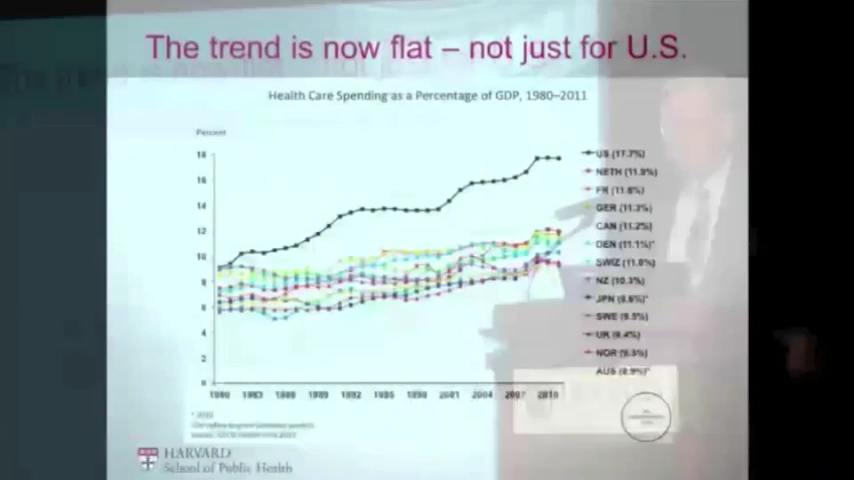 The trend is now flat – not just for U.S.
Health Care Spending as a Percentage of GDP, 1980–2011
Percent
18
16
14
12
10
8
6
4
2
0
1980 1983 1986 1989 1992 1995 1998 2001 2004 2007 2010
US (17.7%)
NETH (11.9%)
FR (11.6%)
GER (11.3%)
CAN (11.2%)
DEN (11.1%)*
SWIZ (11.0%)
NZ (10.3%)
JPN (9.6%)*
SWE (9.5%)
UK (9.4%)
NOR (9.3%)
AUS (8.9%)*
HARVARD
School of Public Health